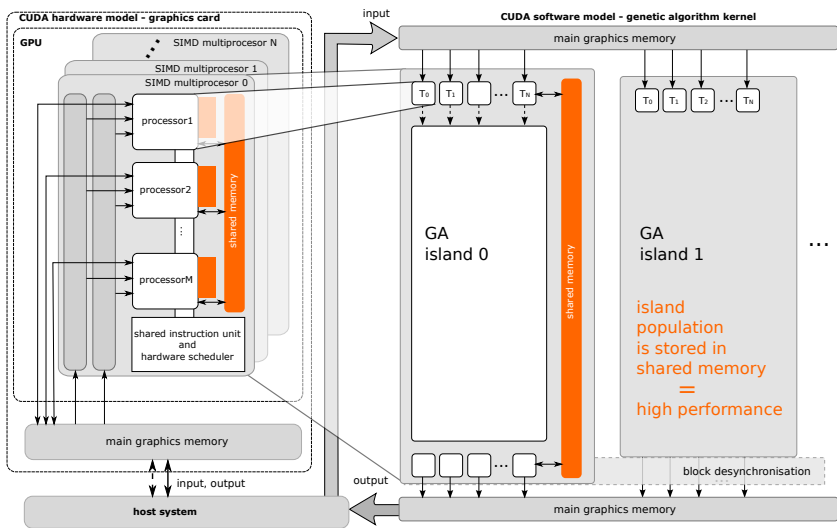 CUDA hardware model – graphics card
GPU
SIMD multiprocesor N
SIMD multiprocesor 1
SIMD multiprocesor 0
processor1
processor2
...
processorM
shared memory
shared instruction unit
and
hardware scheduler
main graphics memory
input, output
host system
input
output
CUDA software model – genetic algorithm kernel
main graphics memory
T0
T1
...
TN
GA
island 0
shared memory
...
main graphics memory
T0
T1
T2
...
TN
GA
island 1
island
population
is stored in
shared memory
=
high performance
...
block desynchronisation
...